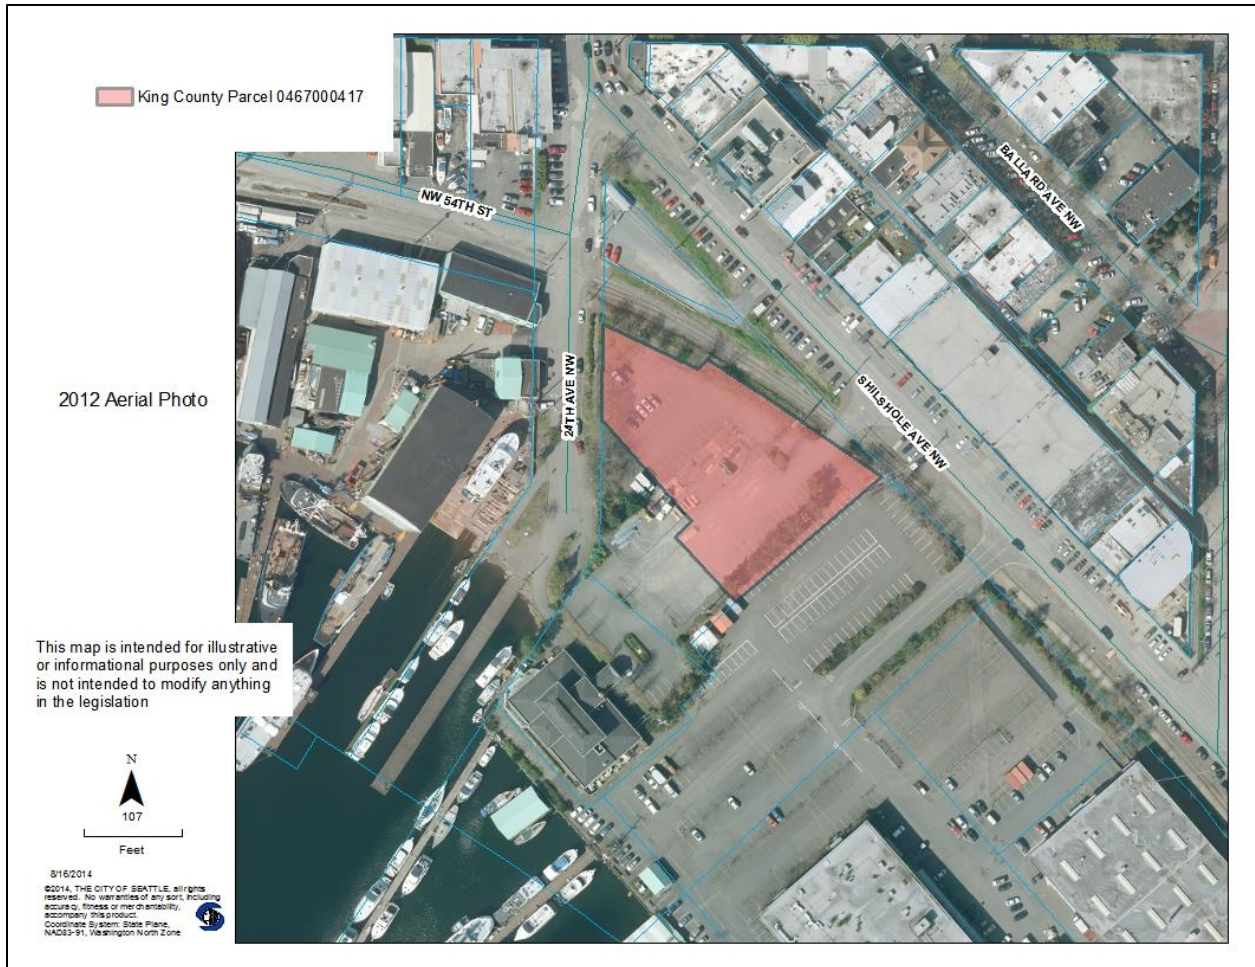 King County Parcel 0467000417
NW 54TH ST
BALLARD AVE NW
24TH AVE NW
SHILSHOLE AVE NW
2012 Aerial Photo
This map is intended for illustrative
or informational purposes only and
is not intended to modify anything
in the legislation
N
107
Feet
8/16/2014
©2014, THE CITY OF SEATTLE, all rights
reserved. No warranties of any sort, including
accuracy, fitness or merchantability,
accompany this product.
Coordinate System: State Plane,
NAD83-91, Washington North Zone